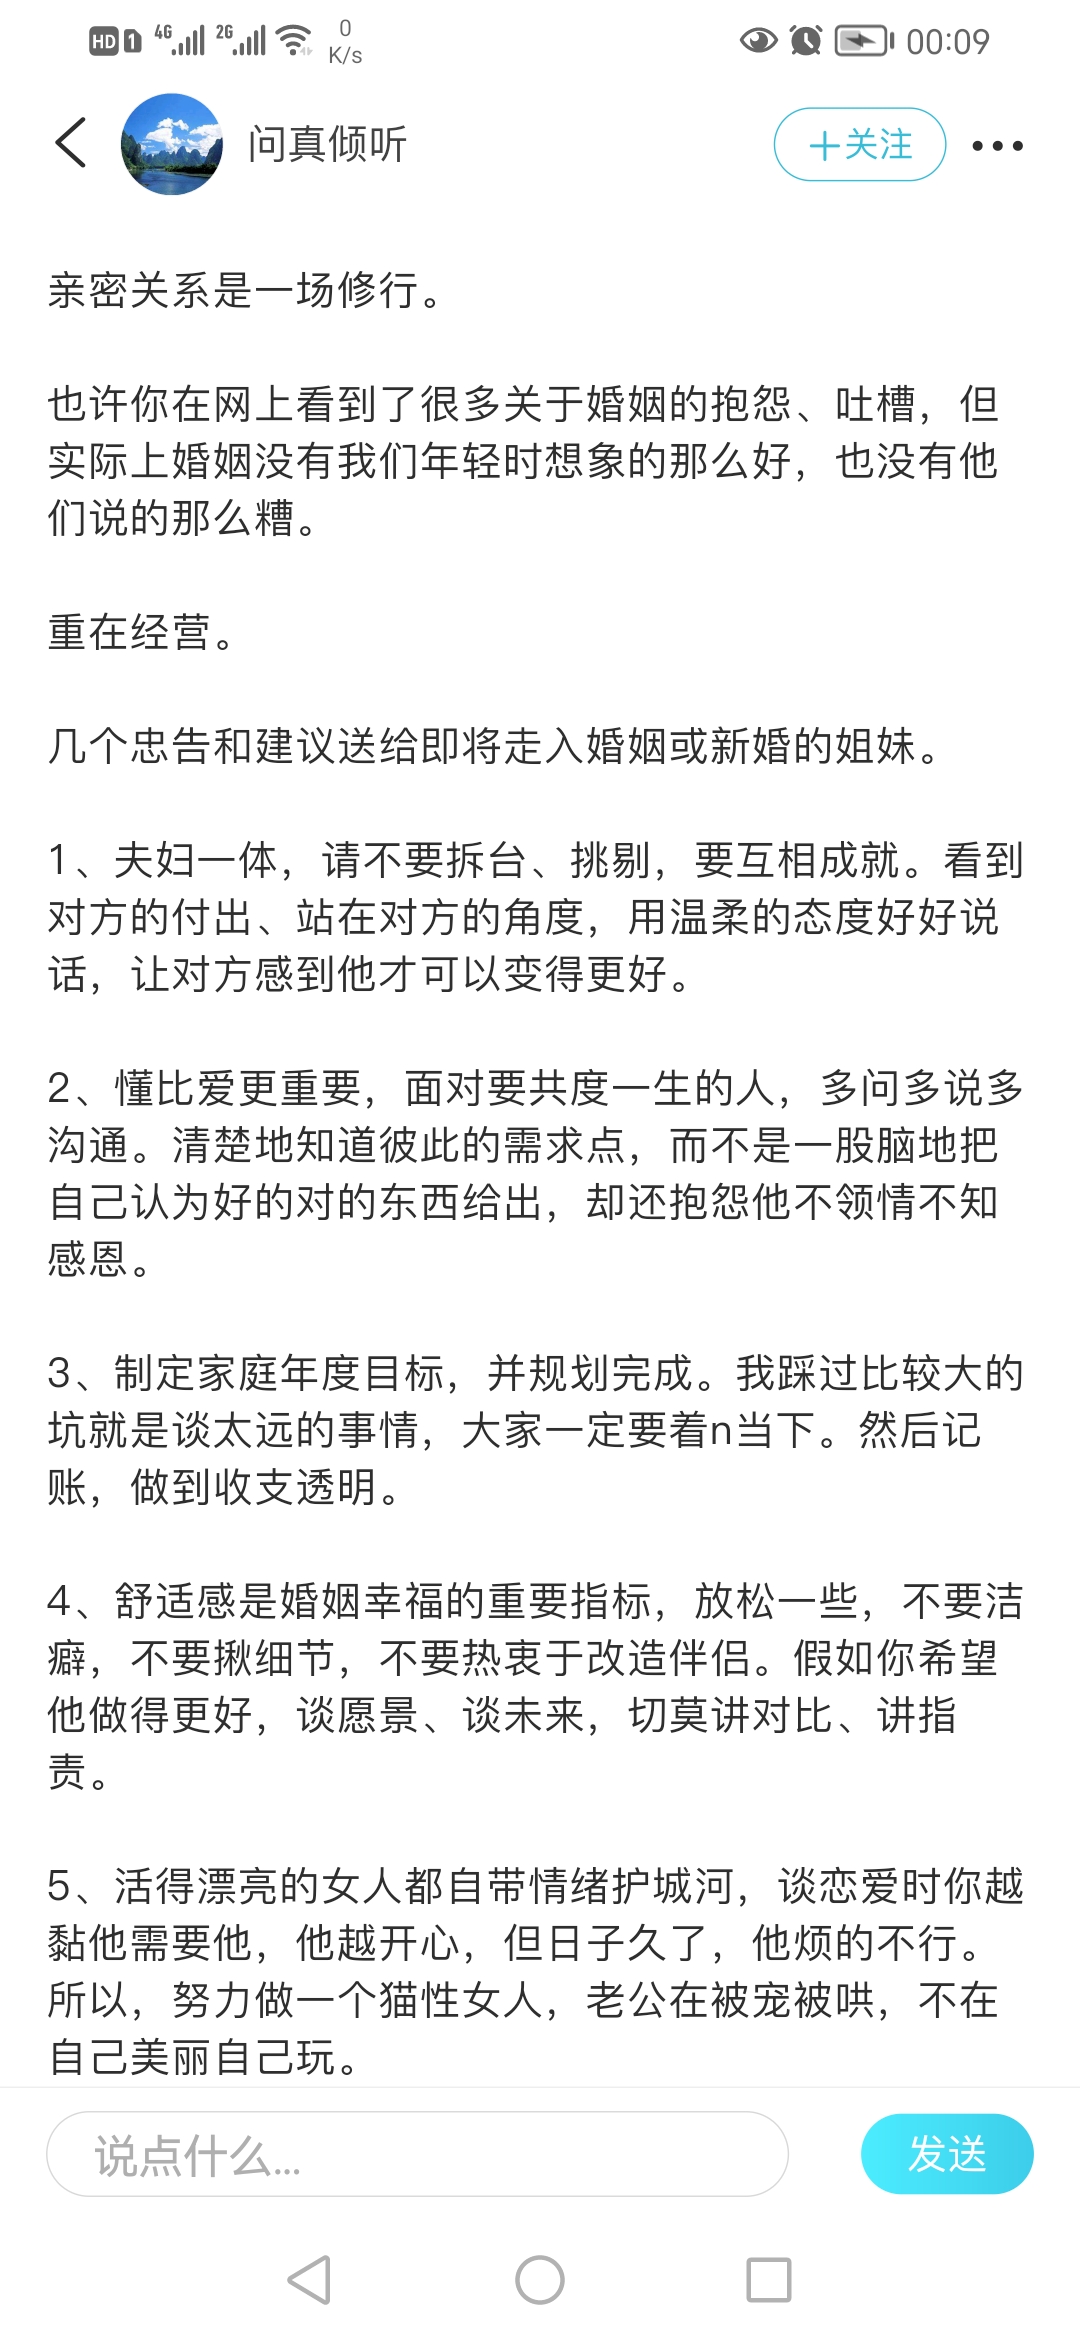 HD 1 4G 2G 0 K/s 00:09
问真倾听
+关注
亲密关系是一场修行。
也许你在网上看到了很多关于婚姻的抱怨、吐槽，但
实际上婚姻没有我们年轻时想象的那么好，也没有他
们说的那么糟。
重在经营。
几个忠告和建议送给即将走入婚姻或新婚的姐妹。
1、夫妇一体，请不要拆台、挑剔，要互相成就。看到
对方的付出、站在对方的角度，用温柔的态度好好说
话，让对方感到他才可以变得更好。
2、懂比爱更重要，面对要共度一生的人，多问多说多
沟通。清楚地知道彼此的需求点，而不是一股脑地把
自己认为好的对的东西给出，却还抱怨他不领情不知
感恩。
3、制定家庭年度目标，并规划完成。我踩过比较大的
坑就是谈太远的事情，大家一定要着n当下。然后记
账，做到收支透明。
4、舒适感是婚姻幸福的重要指标，放松一些，不要洁
癖，不要揪细节，不要热衷于改造伴侣。假如你希望
他做得更好，谈愿景、谈未来，切莫讲对比、讲指
责。
5、活得漂亮的女人都自带情绪护城河，谈恋爱时你越
黏他需要他，他越开心，但日子久了，他烦的不行。
所以，努力做一个猫性女人，老公在被宠被哄，不在
自己美丽自己玩。
说点什么...
发送